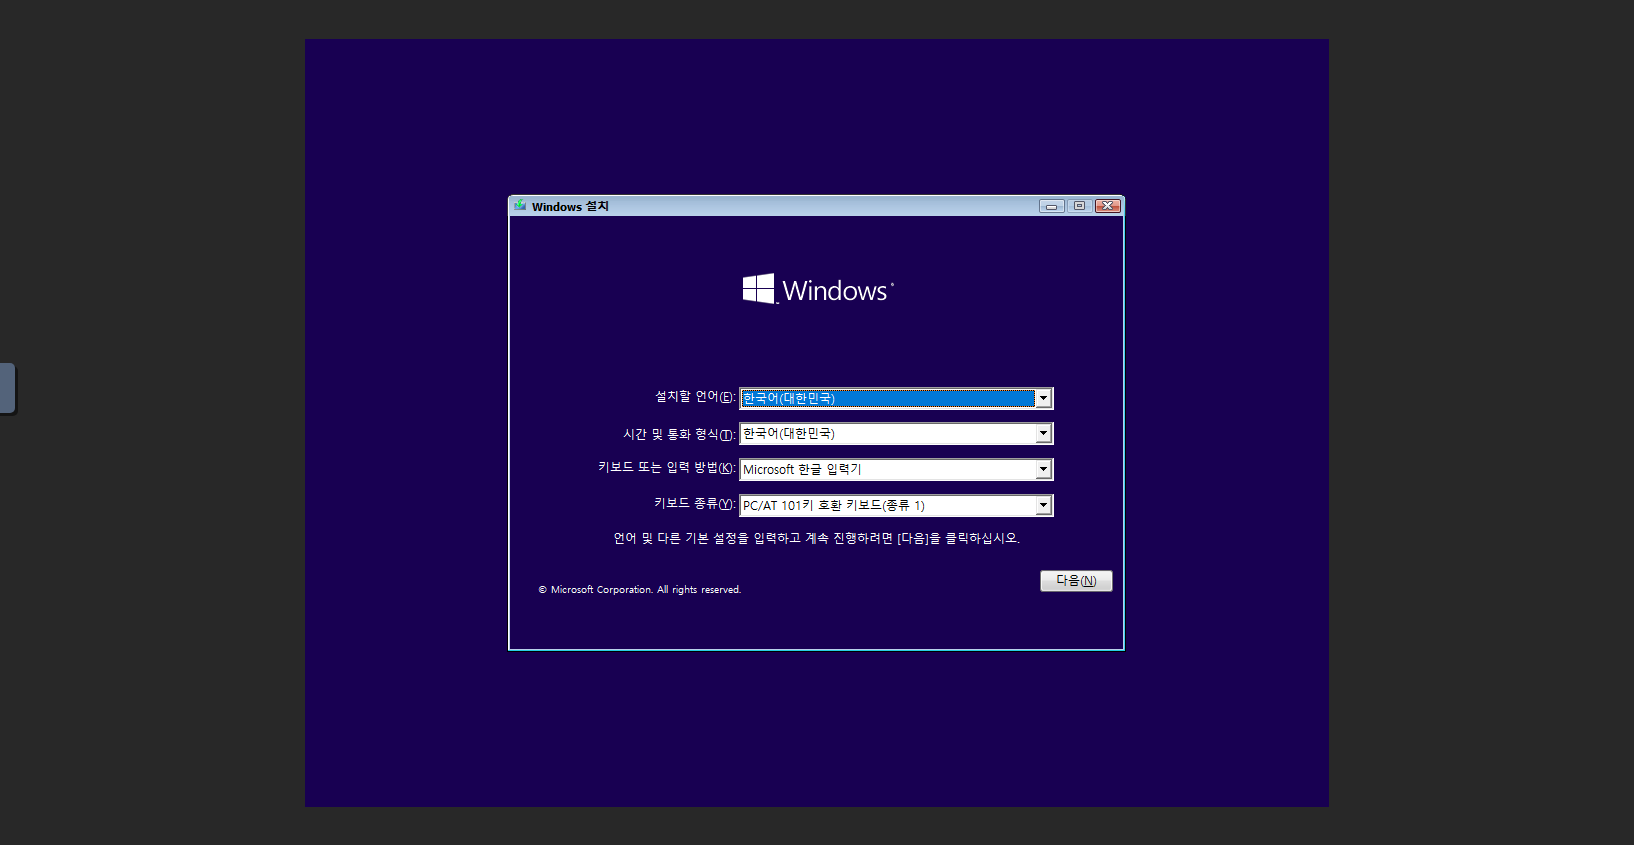 Windows 설치
Windows
설치할 언어(E): 한국어(대한민국)
시간 및 통화 형식(T): 한국어(대한민국)
키보드 또는 입력 방법(K): Microsoft 한글 입력기
키보드 종류(Y): PC/AT 101키 호환 키보드(종류 1)
언어 및 다른 기본 설정을 입력하고 계속 진행하려면 [다음]을 클릭하십시오.
다음(N)
© Microsoft Corporation. All rights reserved.